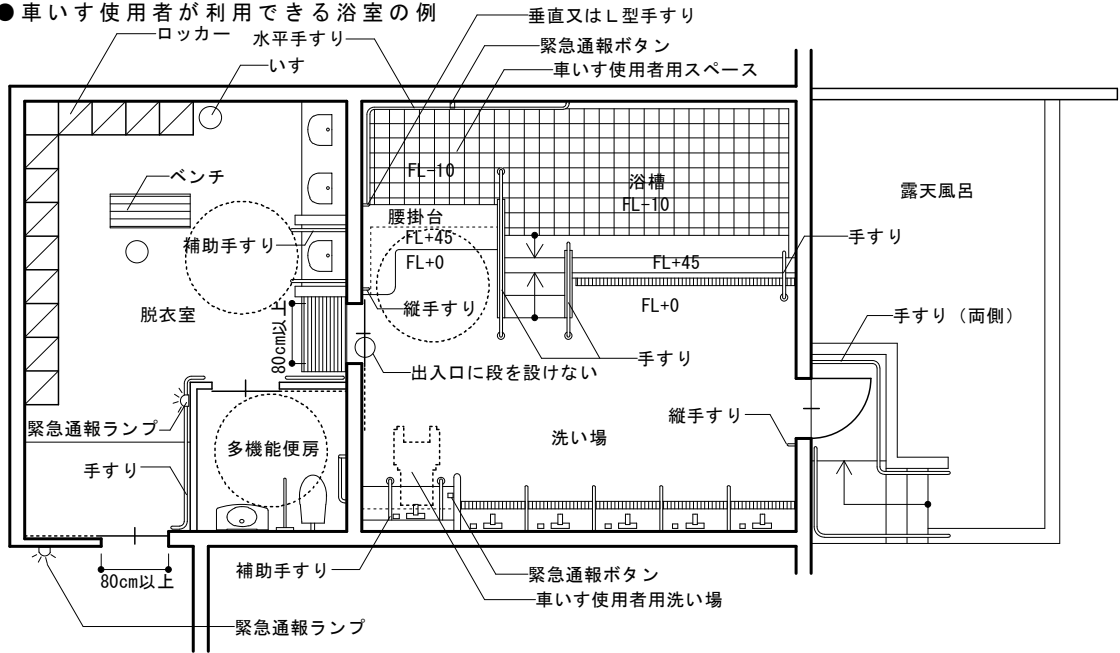 ●車いす使用者が利用できる浴室の例
垂直又はL型手すり
ロッカー
水平手すり
緊急通報ボタン
いす
車いす使用者用スペース
FL-10
浴槽
FL-10
ベンチ
露天風呂
腰掛台
補助手すり
FL+45
手すり
FL+0
FL+45
縦手すり
FL+0
脱衣室
手すり（両側）
80cm以上
手すり
出入口に段を設けない
緊急通報ランプ
縦手すり
洗い場
多機能便房
手すり
補助手すり
緊急通報ボタン
80cm以上
車いす使用者用洗い場
緊急通報ランプ